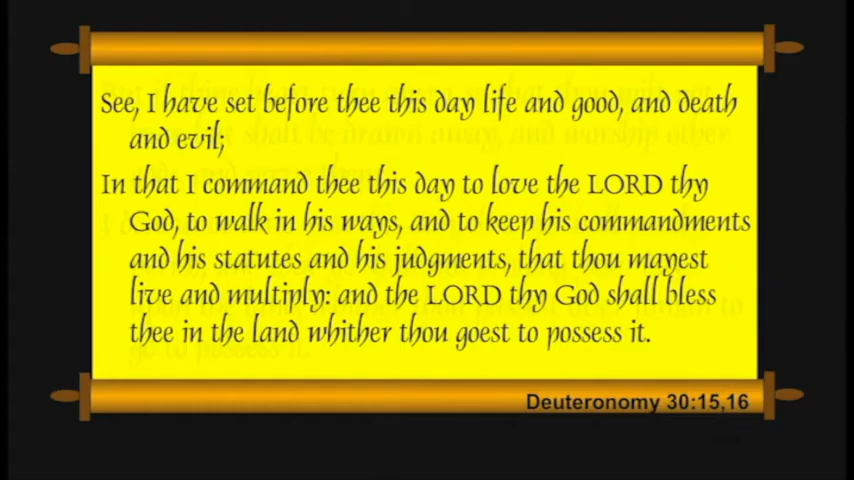 See, I have set before thee this day life and good, and death
and evil;
In that I command thee this day to love the LORD thy
God, to walk in his ways, and to keep his commandments
and his statutes and his judgments, that thou mayest
live and multiply: and the LORD thy God shall bless
thee in the land whither thou goest to possess it.
Deuteronomy 30:15,16